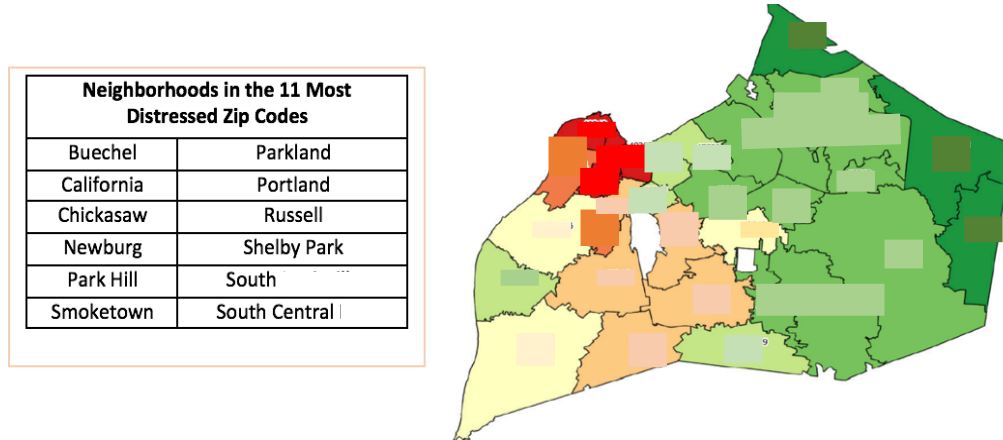 Neighborhoods in the 11 Most
Distressed Zip Codes
Buechel Parkland
California Portland
Chickasaw Russell
Newburg Shelby Park
Park Hill South
Smoketown South Central
9